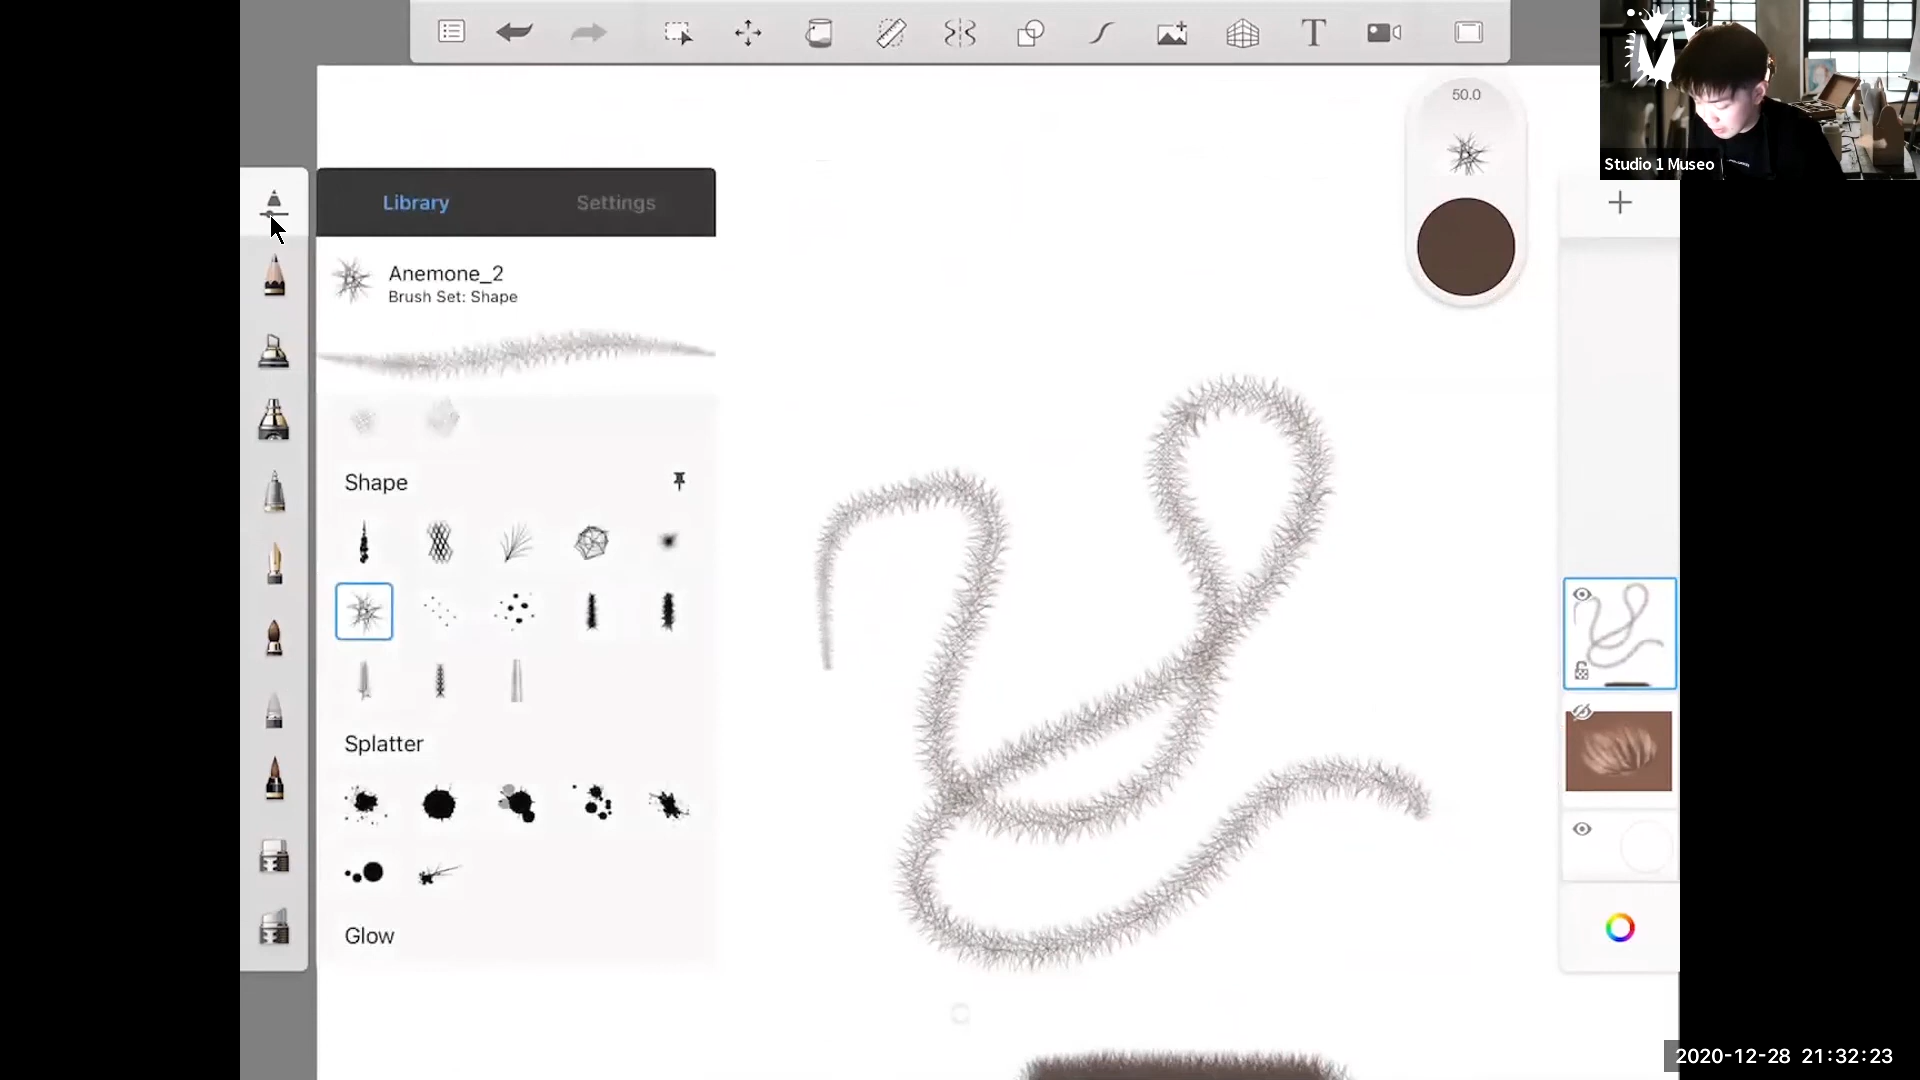 T
50.0
Studio 1 Museo
Library
Settings
Anemone_2
Brush Set: Shape
Shape
Splatter
Glow
2020-12-28 21:32:23